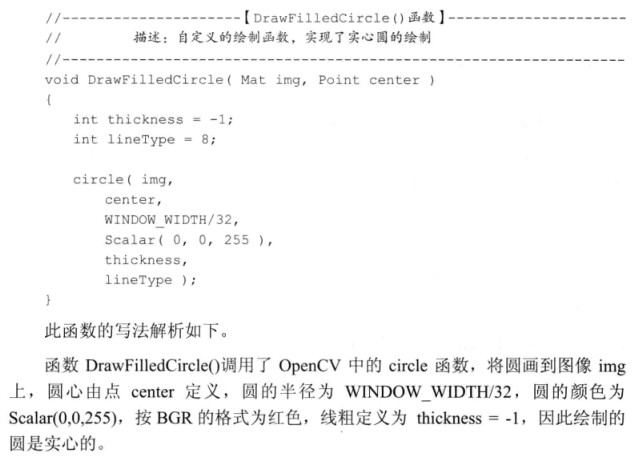 //---------------------【DrawFilledCircle()函数】---------------------
//        描述：自定义的绘制函数，实现了实心圆的绘制
//-----------------------------------------------------------------
void DrawFilledCircle( Mat img, Point center )
{
    int thickness = -1;
    int lineType = 8;

    circle( img,
        center,
        WINDOW_WIDTH/32,
        Scalar( 0, 0, 255 ),
        thickness,
        lineType );
}
此函数的写法解析如下。
函数 DrawFilledCircle()调用了 OpenCV 中的 circle 函数，将圆画到图像 img
上，圆心由点 center 定义，圆的半径为 WINDOW_WIDTH/32，圆的颜色为
Scalar(0,0,255)，按 BGR 的格式为红色，线粗定义为 thickness = -1，因此绘制的
圆是实心的。